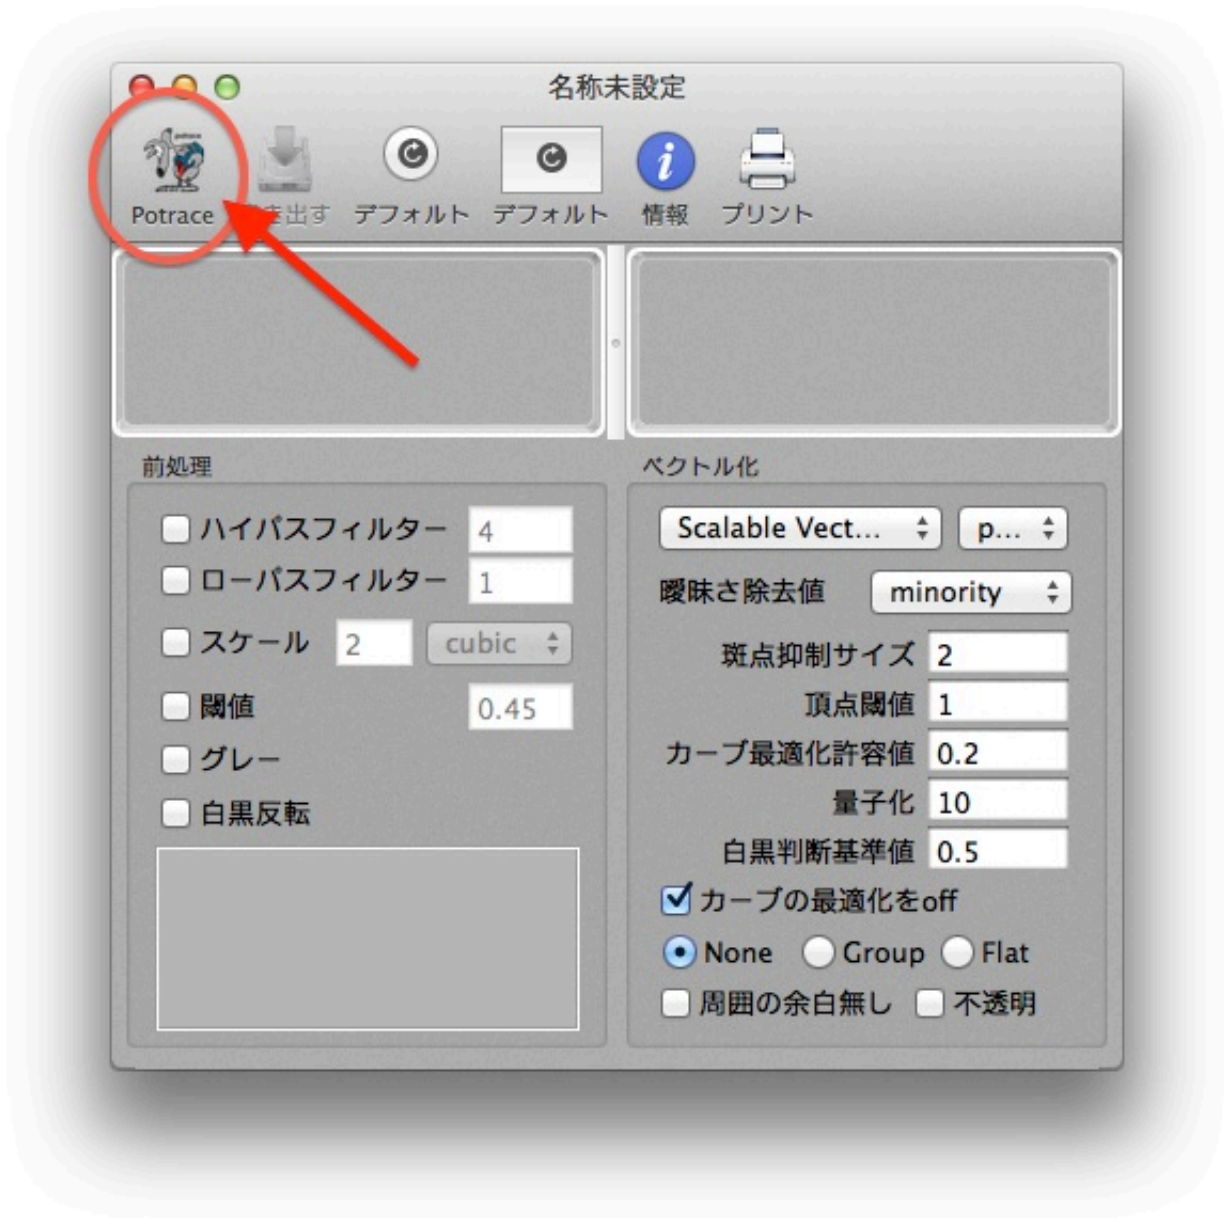 名称未設定
Potrace き出す デフォルト デフォルト 情報 プリント
前処理
ハイパスフィルター 4
ローパスフィルター 1
スケール 2 cubic
閾値 0.45
グレー
白黒反転
ベクトル化
Scalable Vect... p...
曖昧さ除去値 minority
斑点抑制サイズ 2
頂点閾値 1
カーブ最適化許容値 0.2
量子化 10
白黒判断基準値 0.5
カーブの最適化をoff
None Group Flat
周囲の余白無し 不透明